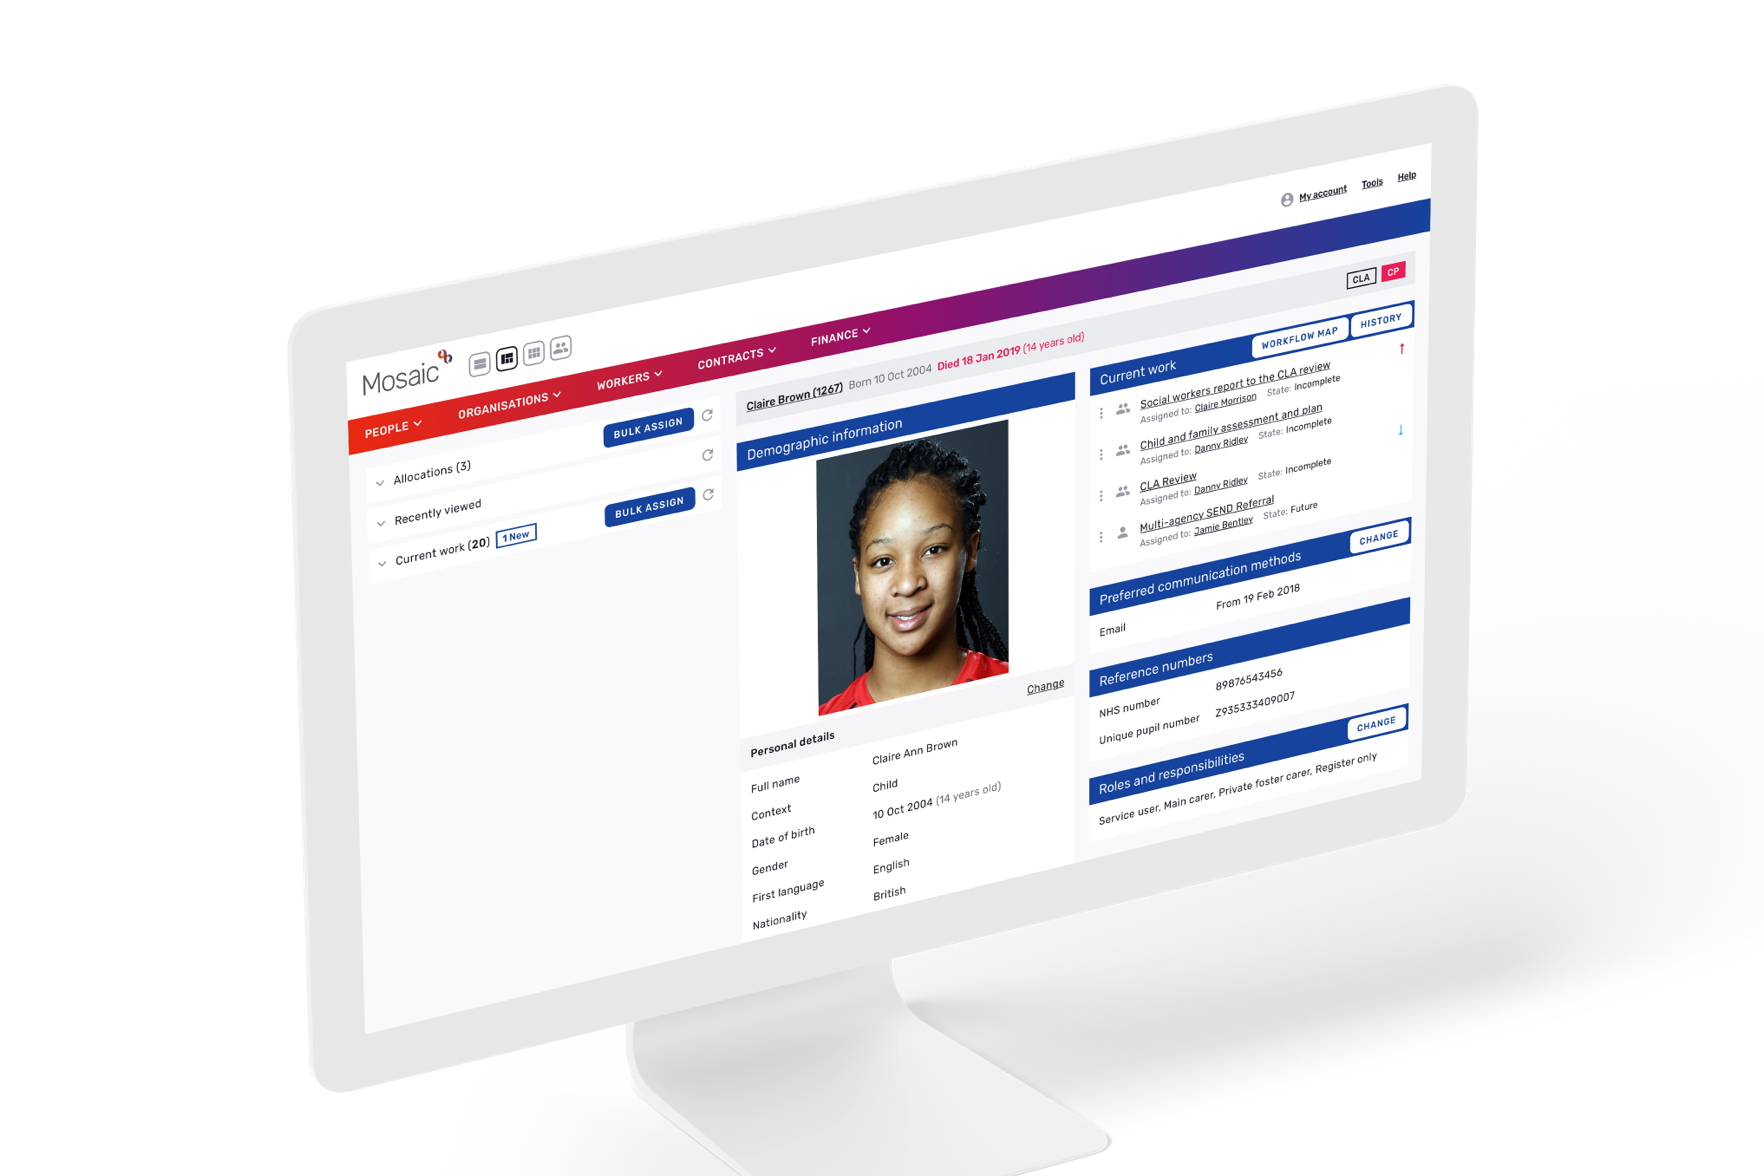 My account Tools Help
Mosaic
PEOPLE ORGANISATIONS WORKERS CONTRACTS FINANCE
CLA CP
Allocations (3) BULK ASSIGN
Recently viewed
Current work (20) 1 New BULK ASSIGN
Claire Brown (1267) Born 10 Oct 2004 Died 18 Jan 2019 (14 years old)
Demographic information
Change
Personal details
Full name Claire Ann Brown
Context Child
Date of birth 10 Oct 2004 (14 years old)
Gender Female
First language English
Nationality British
Current work WORKFLOW MAP HISTORY
Social workers report to the CLA review
Assigned to: Claire Morrison State: Incomplete
Child and family assessment and plan
Assigned to: Danny Ridley State: Incomplete
CLA Review
Assigned to: Danny Ridley State: Incomplete
Multi-agency SEND Referral
Assigned to: Jamie Bentley State: Future
Preferred communication methods CHANGE
From 19 Feb 2018
Email
Reference numbers
NHS number 89876543456
Unique pupil number Z935333409007
Roles and responsibilities CHANGE
Service user, Main carer, Private foster carer, Register only